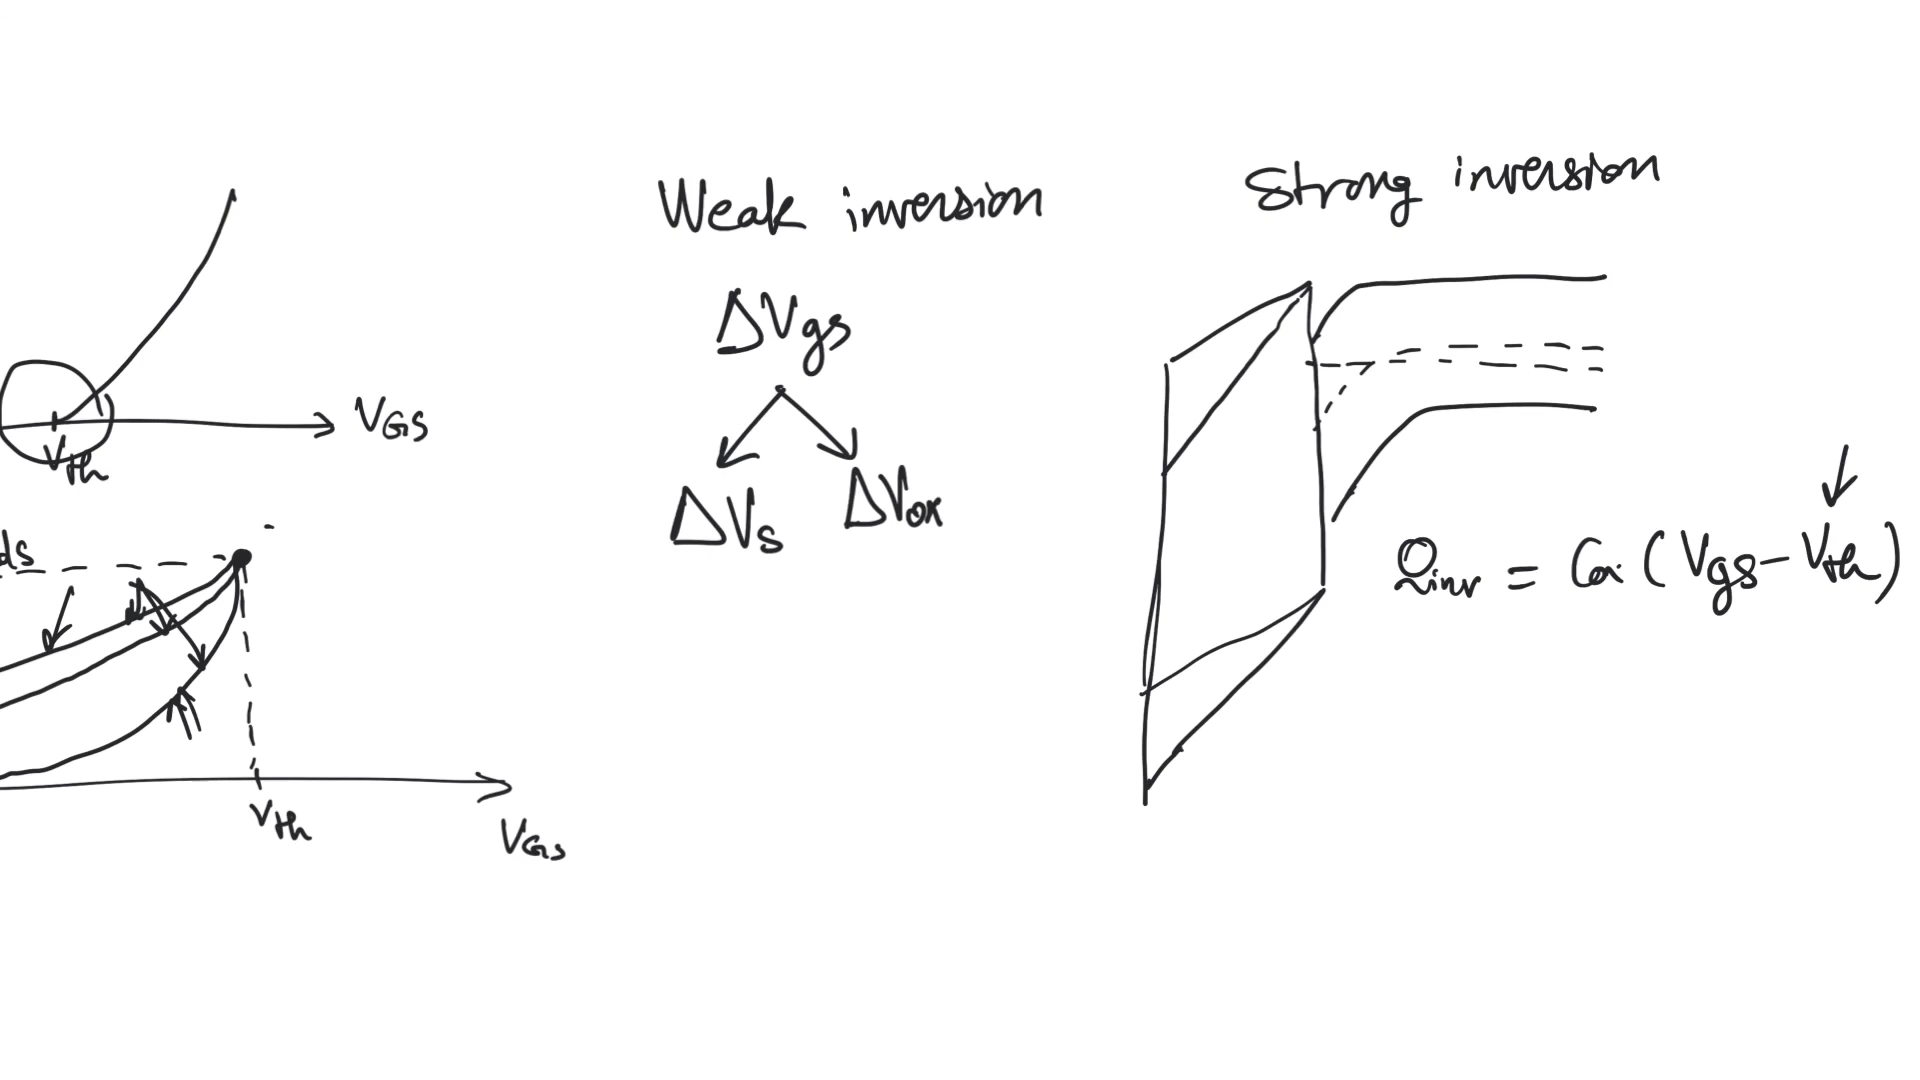 VGS
Vth
ds
Vth
VGS
Weak inversion
ΔVgs
ΔVs ΔVox
Strong inversion
Qinv = Cox (Vgs - Vth)